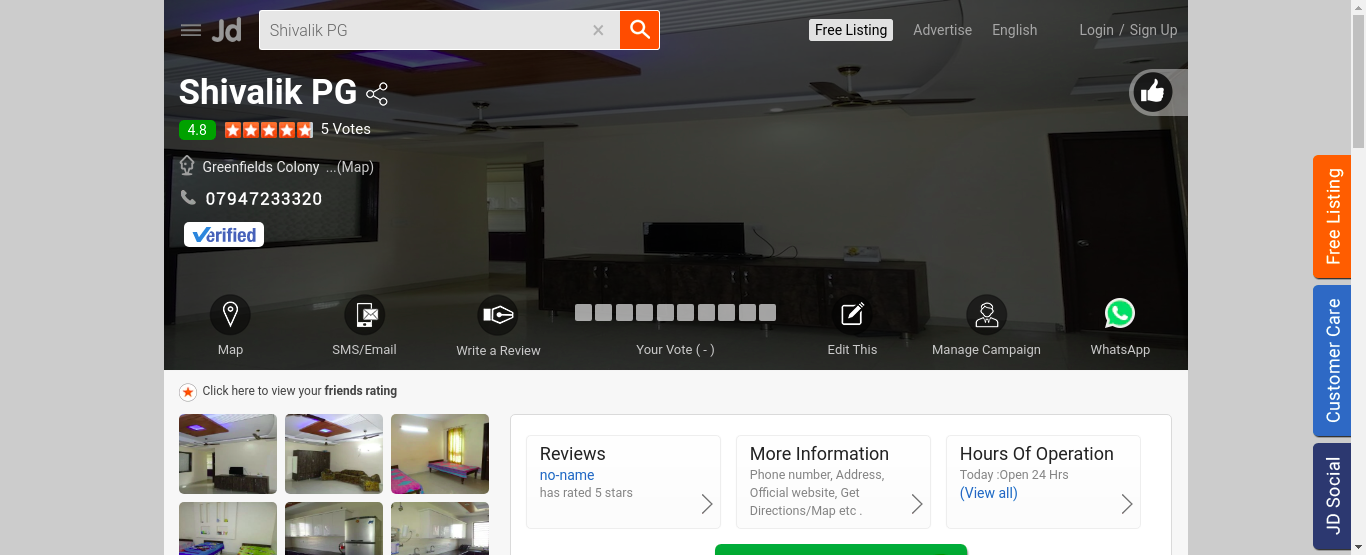 Jd
Shivalik PG
Free Listing
Advertise
English
Login / Sign Up
Shivalik PG
4.8
5 Votes
Greenfields Colony ...(Map)
07947233320
Verified
Map
SMS/Email
Write a Review
Your Vote ( - )
Edit This
Manage Campaign
WhatsApp
Click here to view your friends rating
Reviews
no-name
has rated 5 stars
More Information
Phone number, Address,
Official website, Get
Directions/Map etc .
Hours Of Operation
Today :Open 24 Hrs
(View all)
Free Listing
Customer Care
JD Social